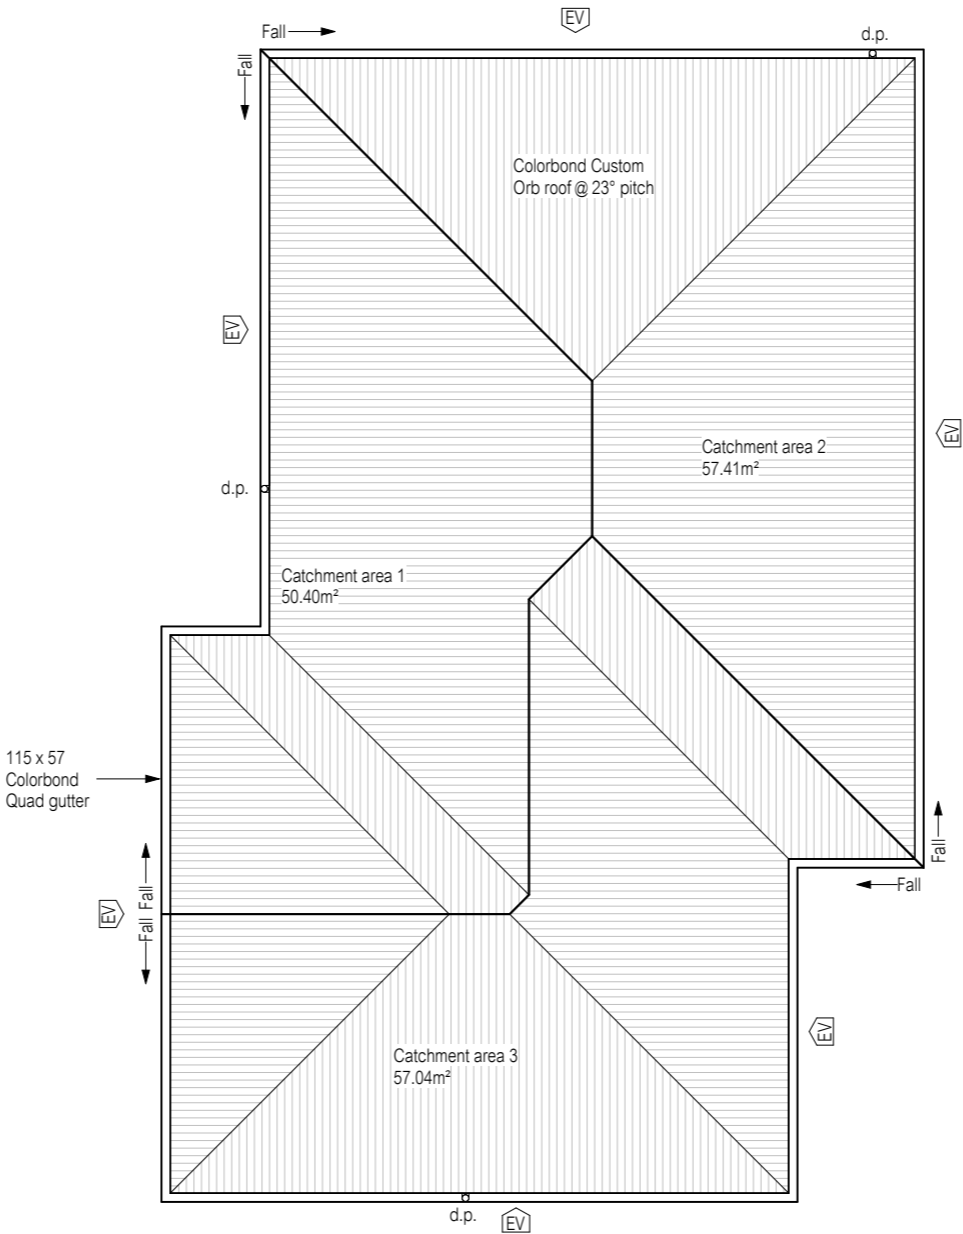 EV
Fall
d.p.
Fall
Colorbond Custom
Orb roof @ 23° pitch
EV
EV
Catchment area 2
57.41m²
d.p.
Catchment area 1
50.40m²
115 x 57
Colorbond
Quad gutter
Fall
Fall
Fall
EV
Fall
EV
Catchment area 3
57.04m²
d.p.
EV